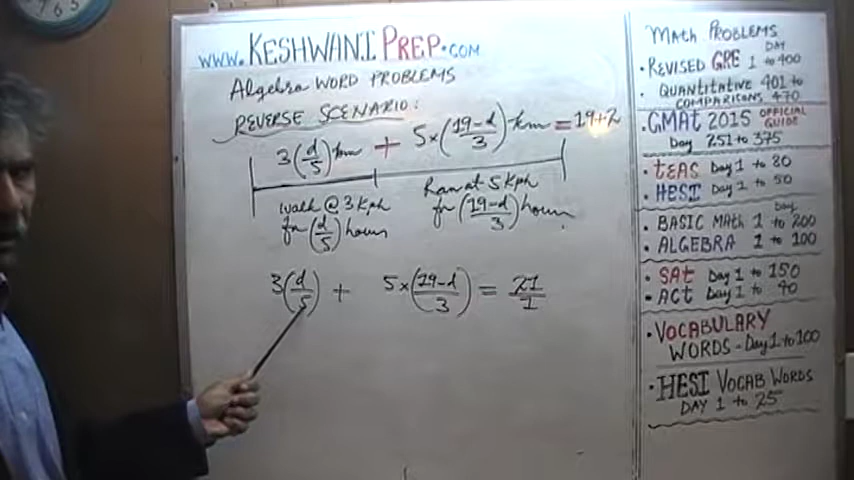 7 6 5
www.KESHWANIPREP.COM
Algebra WORD PROBLEMS
REVERSE SCENARIO:
3(d/5) km + 5×(19-d/3) km = 19+2
walk @ 3 kph
for (d/5) hours
Ran at 5 kph
for (19-d/3) hours.
3(d/5) + 5×(19-d/3) = 21/1
MATH PROBLEMS
DAY
• REVISED GRE 1 to 400
• QUANTITATIVE 401 to
COMPARISONS 470
• GMAT 2015 OFFICIAL GUIDE
Day 251 to 375
• TEAS Day 1 to 80
• HESI Day 1 to 50
DAY
• BASIC MATH 1 to 200
• ALGEBRA 1 to 100
• SAt Day 1 to 150
• ACT Day 1 to 40
• VOCABULARY
WORDS - Day 1 to 100
• HESI VOCAB WORDS
DAY 1 to 25